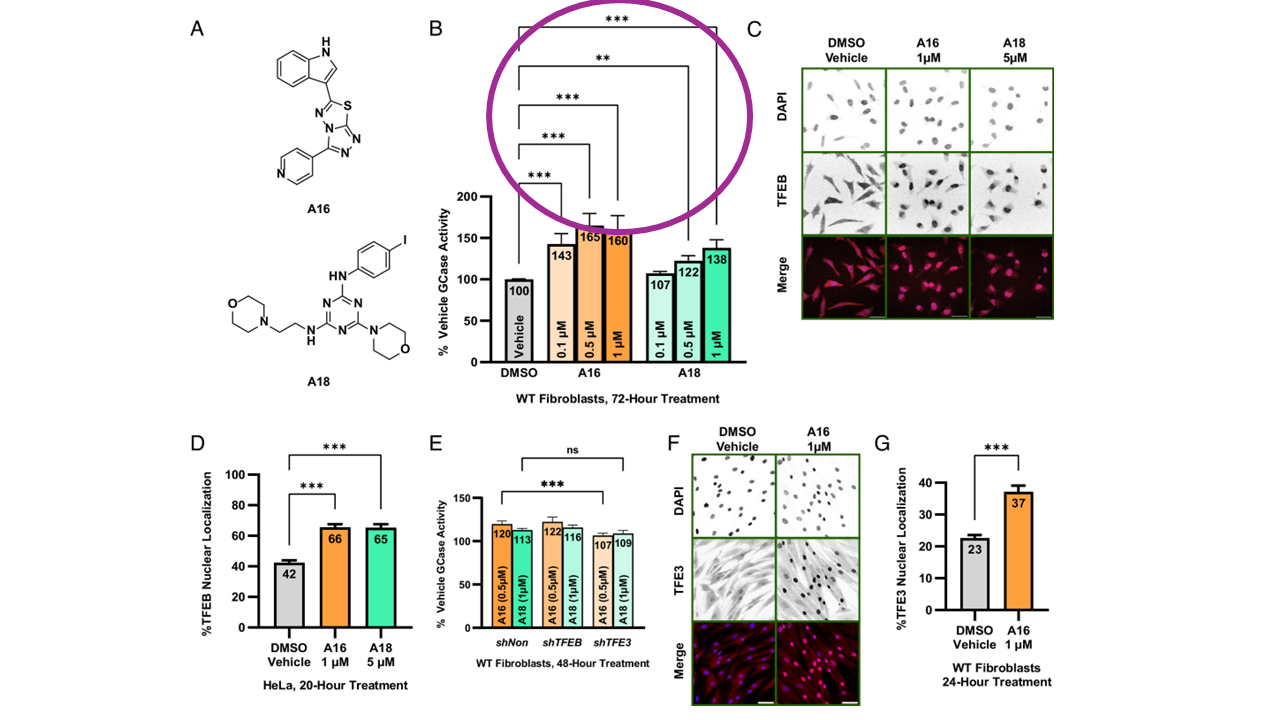 A
H
N
S
N
N
N
N
N
A16
I
HN
O
N
N
N
N
H
N
N
O
A18
B
***
**
***
***
***
% Vehicle GCase Activity
200
150
100
50
0
100
143
165
160
107
122
138
Vehicle
0.1 µM
0.5 µM
1 µM
0.1 µM
0.5 µM
1 µM
DMSO
A16
A18
WT Fibroblasts, 72-Hour Treatment
C
DMSO
Vehicle
A16
1µM
A18
5µM
DAPI
TFEB
Merge
D
***
***
%TFEB Nuclear Localization
100
80
60
40
20
0
42
66
65
DMSO
Vehicle
A16
1 µM
A18
5 µM
HeLa, 20-Hour Treatment
E
ns
***
% Vehicle GCase Activity
150
100
50
0
120
113
122
116
107
109
A16 (0.5µM)
A18 (1µM)
A16 (0.5µM)
A18 (1µM)
A16 (0.5µM)
A18 (1µM)
shNon
shTFEB
shTFE3
WT Fibroblasts, 48-Hour Treatment
F
DMSO
Vehicle
A16
1µM
DAPI
TFE3
Merge
G
***
%TFE3 Nuclear Localization
40
30
20
10
0
23
37
DMSO
Vehicle
A16
1 µM
WT Fibroblasts
24-Hour Treatment